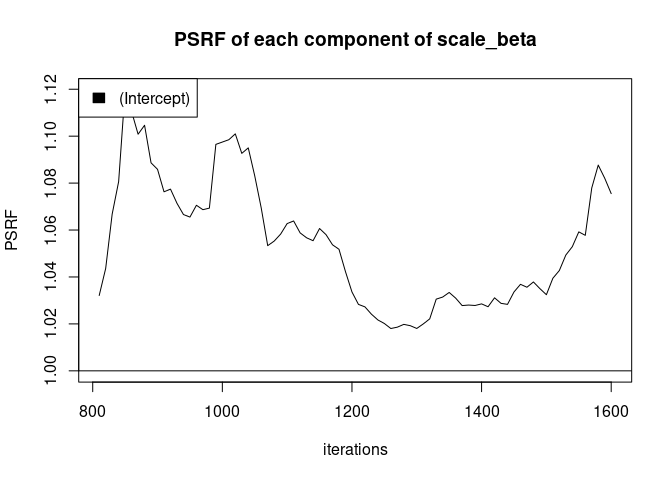 PSRF of each component of scale_beta
(Intercept)
PSRF
1.12
1.10
1.08
1.06
1.04
1.02
1.00
800 1000 1200 1400 1600
iterations